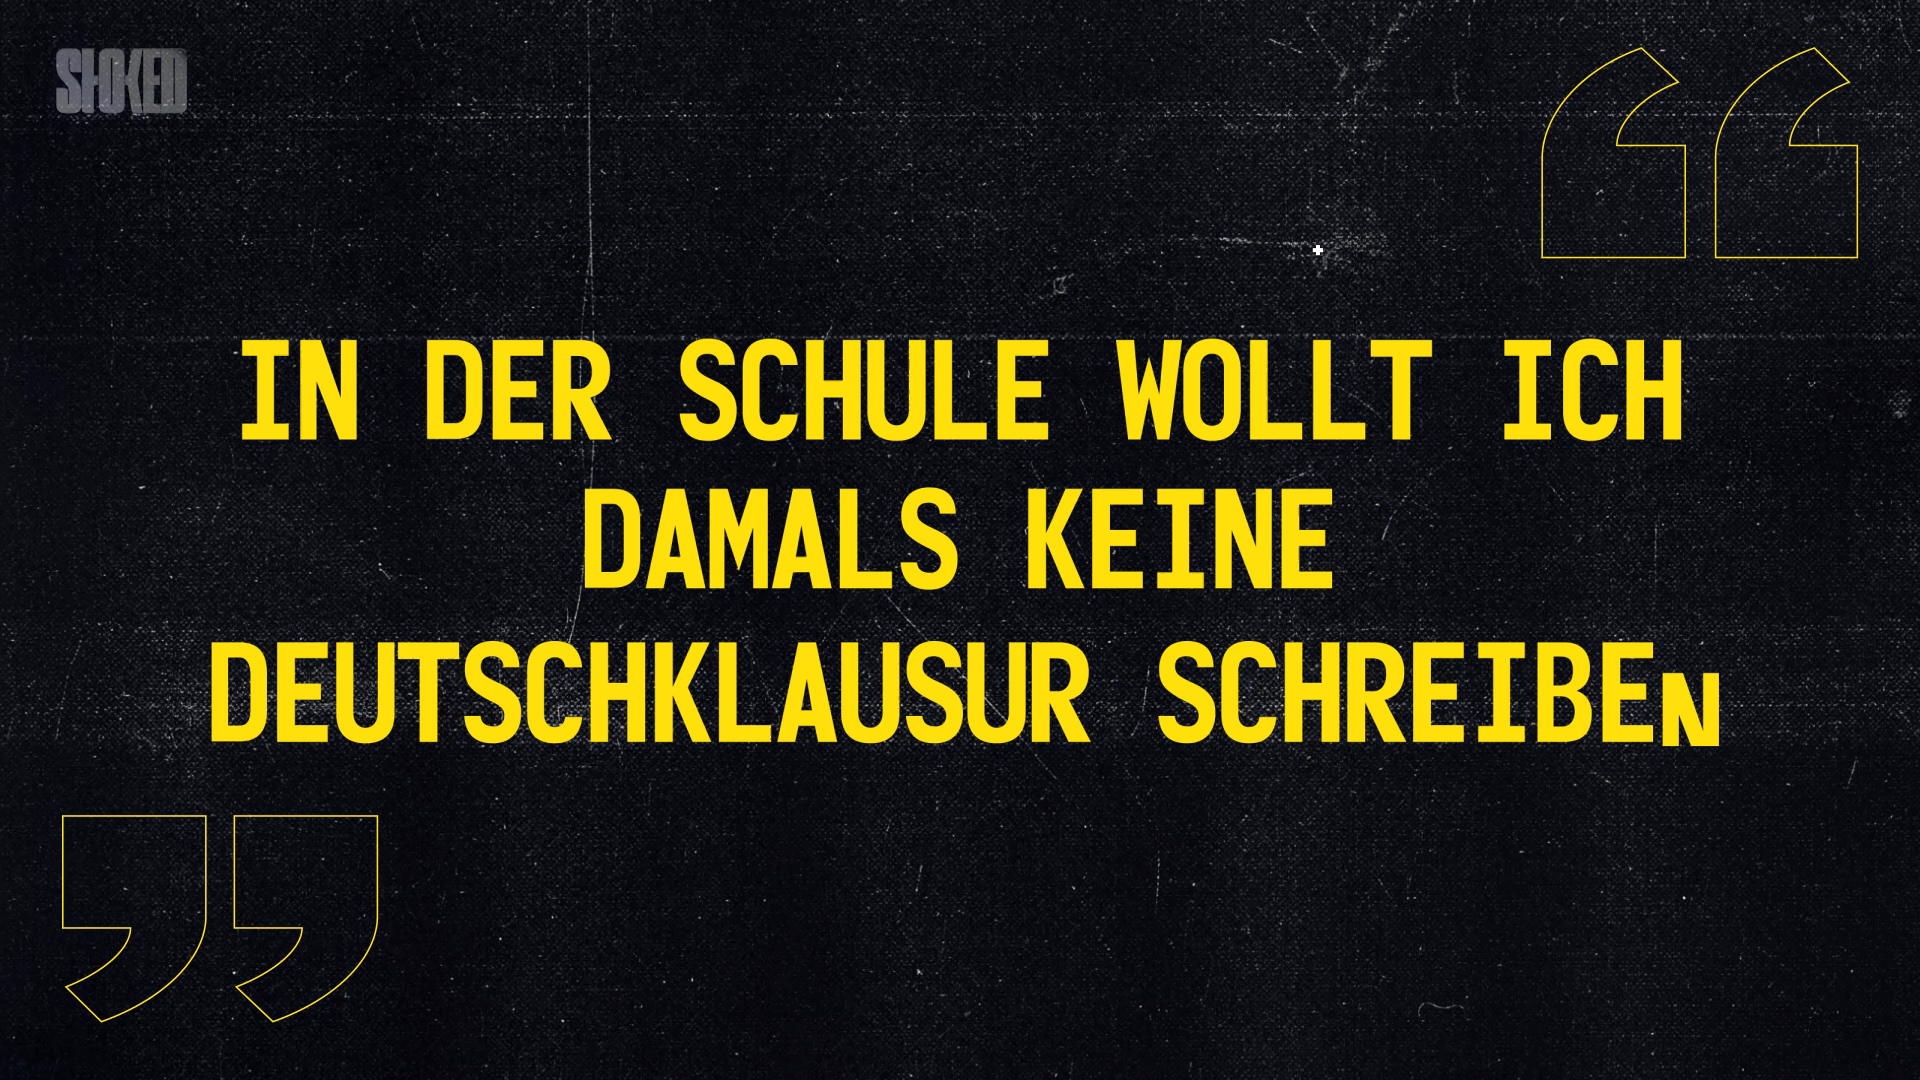 SHOKED
IN DER SCHULE WOLLT ICH
DAMALS KEINE
DEUTSCHKLAUSUR SCHREIBEN